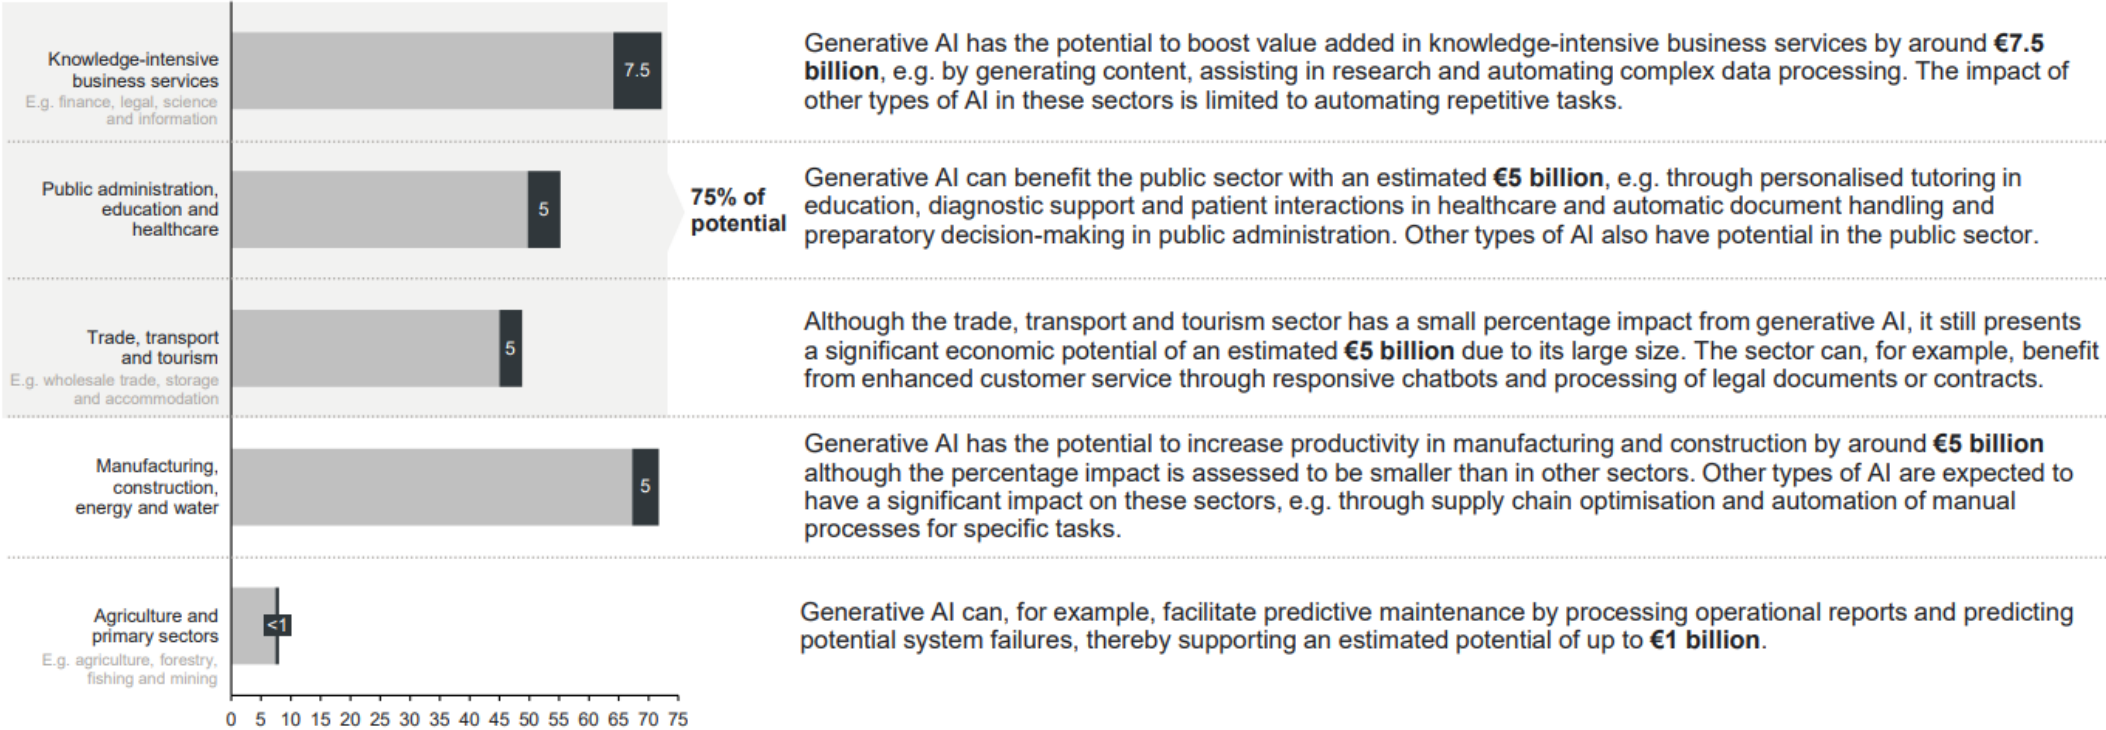 Knowledge-intensive
business services
E.g. finance, legal, science
and information
7.5
Generative AI has the potential to boost value added in knowledge-intensive business services by around €7.5
billion, e.g. by generating content, assisting in research and automating complex data processing. The impact of
other types of AI in these sectors is limited to automating repetitive tasks.
Public administration,
education and
healthcare
5
75% of
potential
Generative AI can benefit the public sector with an estimated €5 billion, e.g. through personalised tutoring in
education, diagnostic support and patient interactions in healthcare and automatic document handling and
preparatory decision-making in public administration. Other types of AI also have potential in the public sector.
Trade, transport
and tourism
E.g. wholesale trade, storage
and accommodation
5
Although the trade, transport and tourism sector has a small percentage impact from generative AI, it still presents
a significant economic potential of an estimated €5 billion due to its large size. The sector can, for example, benefit
from enhanced customer service through responsive chatbots and processing of legal documents or contracts.
Manufacturing,
construction,
energy and water
5
Generative AI has the potential to increase productivity in manufacturing and construction by around €5 billion
although the percentage impact is assessed to be smaller than in other sectors. Other types of AI are expected to
have a significant impact on these sectors, e.g. through supply chain optimisation and automation of manual
processes for specific tasks.
Agriculture and
primary sectors
E.g. agriculture, forestry,
fishing and mining
<1
Generative AI can, for example, facilitate predictive maintenance by processing operational reports and predicting
potential system failures, thereby supporting an estimated potential of up to €1 billion.
0 5 10 15 20 25 30 35 40 45 50 55 60 65 70 75